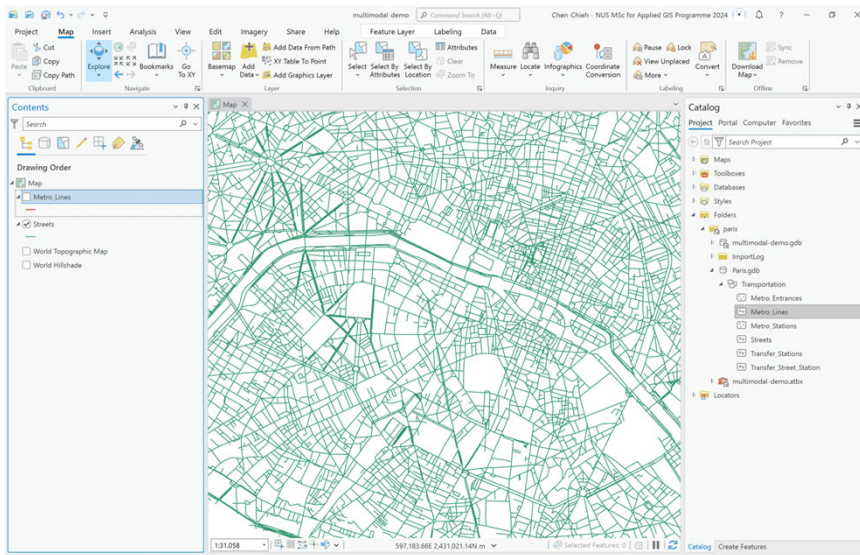 multimodal-demo
Command Search (Alt+Q)
Chen-Chieh - NUS MSc for Applied GIS Programme 2024
Project Map Insert Analysis View Edit Imagery Share Help Feature Layer Labeling Data
Paste
Cut
Copy
Copy Path
Clipboard
Explore
Bookmarks
Go To XY
Navigate
Basemap
Add Data
Add Data From Path
XY Table To Point
Add Graphics Layer
Layer
Select
Select By Attributes
Select By Location
Attributes
Clear
Zoom To
Selection
Measure
Locate
Infographics
Coordinate Conversion
Inquiry
Pause Lock
View Unplaced
More
Convert
Labeling
Download Map
Sync
Remove
Offline
Contents
Search
Drawing Order
Map
Metro_Lines
Streets
World Topographic Map
World Hillshade
Map
1:31,058
597,183.66E 2,431,021.14N m
Selected Features: 0
Catalog
Project Portal Computer Favorites
Search Project
Maps
Toolboxes
Databases
Styles
Folders
paris
multimodal-demo.gdb
ImportLog
Paris.gdb
Transportation
Metro_Entrances
Metro_Lines
Metro_Stations
Streets
Transfer_Stations
Transfer_Street_Station
multimodal-demo.atbx
Locators
Catalog Create Features